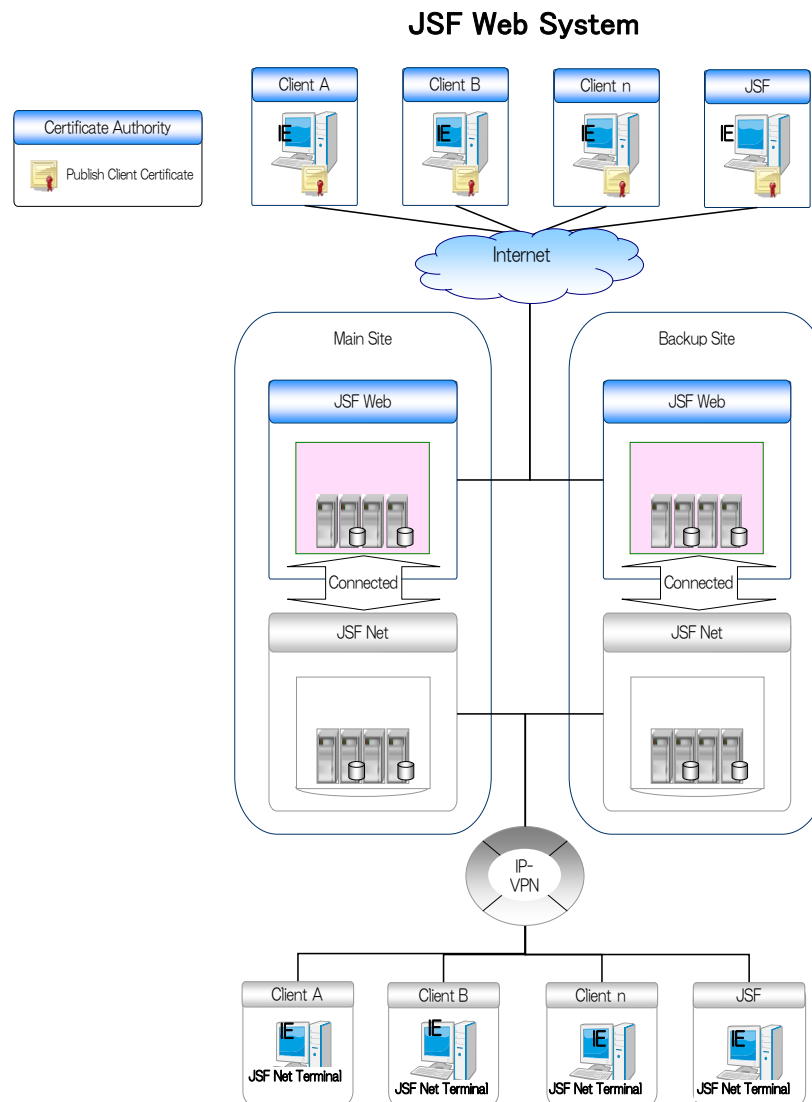 JSF Web System
Client A
Client B
Client n
JSF
IE
IE
IE
IE
Certificate Authority
Publish Client Certificate
Internet
Main Site
Backup Site
JSF Web
JSF Web
Connected
Connected
JSF Net
JSF Net
IP-
VPN
Client A
Client B
Client n
JSF
IE
IE
IE
IE
JSF Net Terminal
JSF Net Terminal
JSF Net Terminal
JSF Net Terminal